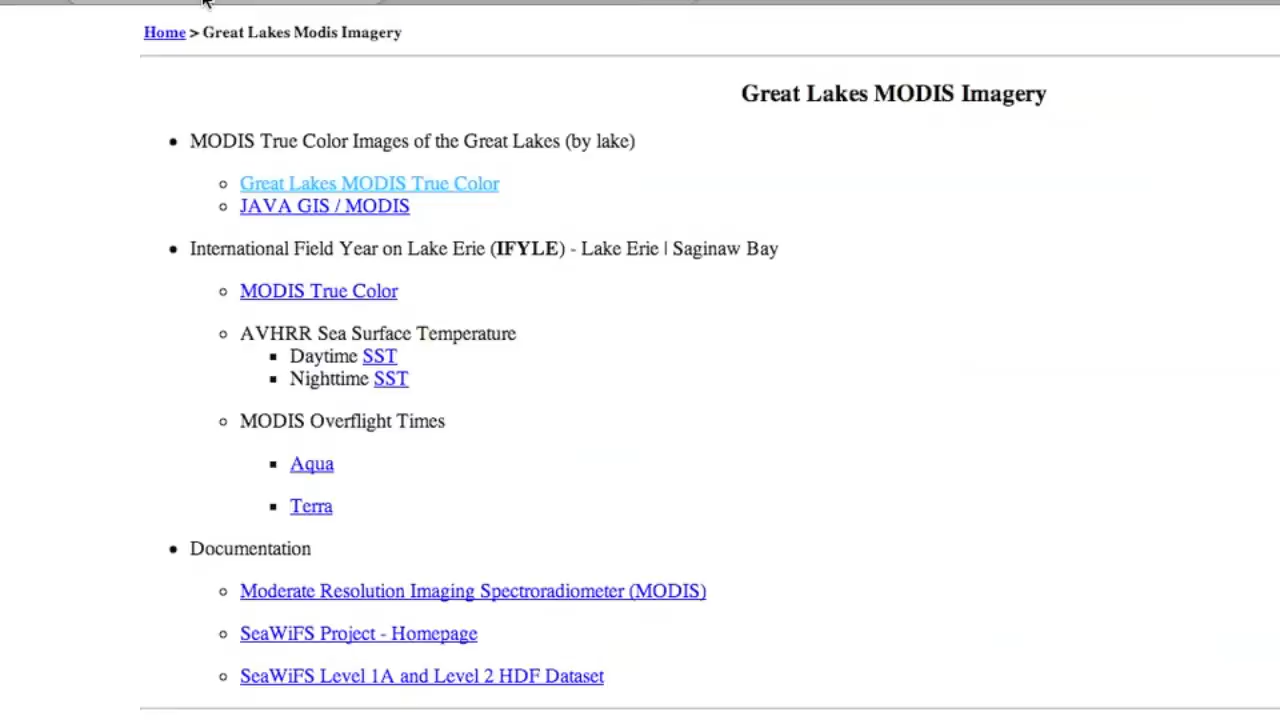 Home > Great Lakes Modis Imagery
Great Lakes MODIS Imagery
MODIS True Color Images of the Great Lakes (by lake)
Great Lakes MODIS True Color
JAVA GIS / MODIS
International Field Year on Lake Erie (IFYLE) - Lake Erie | Saginaw Bay
MODIS True Color
AVHRR Sea Surface Temperature
Daytime SST
Nighttime SST
MODIS Overflight Times
Aqua
Terra
Documentation
Moderate Resolution Imaging Spectroradiometer (MODIS)
SeaWiFS Project - Homepage
SeaWiFS Level 1A and Level 2 HDF Dataset